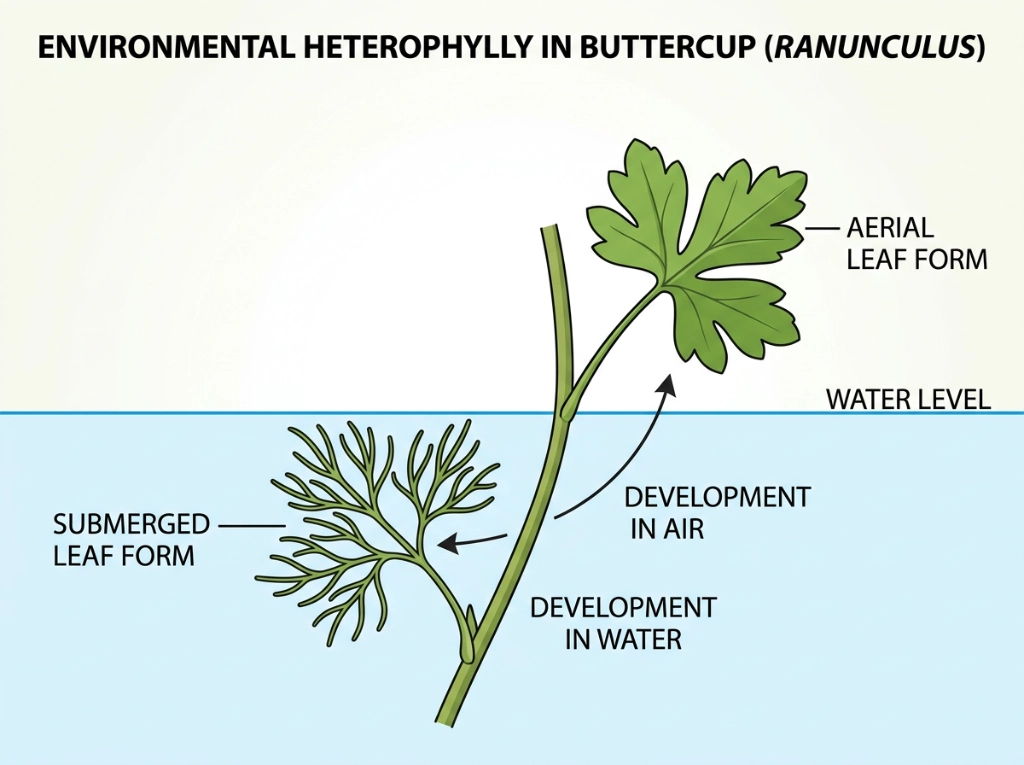 ENVIRONMENTAL HETEROPHYLLY IN BUTTERCUP (RANUNCULUS)
AERIAL
LEAF FORM
WATER LEVEL
SUBMERGED
LEAF FORM
DEVELOPMENT
IN AIR
DEVELOPMENT
IN WATER